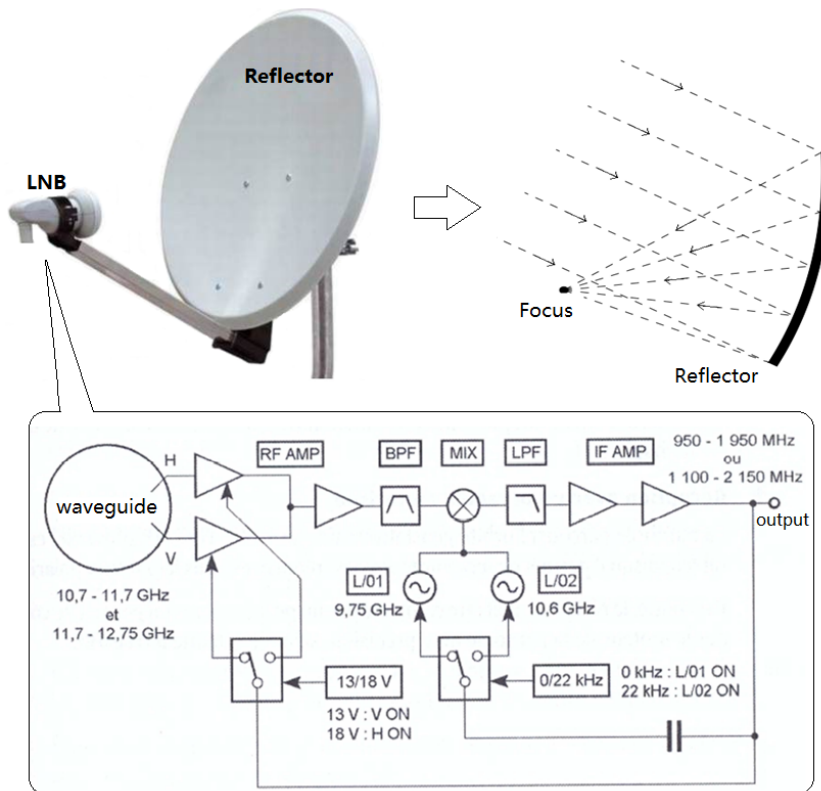 Reflector
LNB
Focus
Reflector
RF AMP
BPF
MIX
LPF
IF AMP
950 - 1 950 MHz
ou
1 100 - 2 150 MHz
H
waveguide
V
output
L/01
L/02
9,75 GHz
10,6 GHz
10,7 - 11,7 GHz
et
11,7 - 12,75 GHz
13/18 V
0/22 kHz
0 kHz : L/01 ON
22 kHz : L/02 ON
13 V : V ON
18 V : H ON